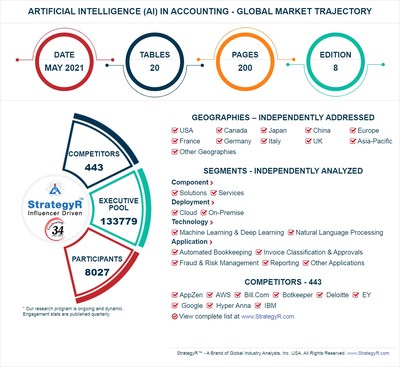 ARTIFICIAL INTELLIGENCE (AI) IN ACCOUNTING - GLOBAL MARKET TRAJECTORY
DATE
MAY 2021
TABLES
20
PAGES
200
EDITION
8
COMPETITORS
443
EXECUTIVE
POOL
133779
PARTICIPANTS
8027
StrategyR™
Influencer Driven
34
* Our research program is ongoing and dynamic.
Engagement stats are published quarterly.
GEOGRAPHIES – INDEPENDENTLY ADDRESSED
USA Canada Japan China Europe
France Germany Italy UK Asia-Pacific
Other Geographies
SEGMENTS - INDEPENDENTLY ANALYZED
Component
Solutions Services
Deployment
Cloud On-Premise
Technology
Machine Learning & Deep Learning Natural Language Processing
Application
Automated Bookkeeping Invoice Classification & Approvals
Fraud & Risk Management Reporting Other Applications
COMPETITORS - 443
AppZen AWS Bill.Com Botkeeper Deloitte EY
Google Hyper Anna IBM
View complete list at www.StrategyR.com
StrategyR™ - A Brand of Global Industry Analysts, Inc. USA. All Rights Reserved. www.StrategyR.com